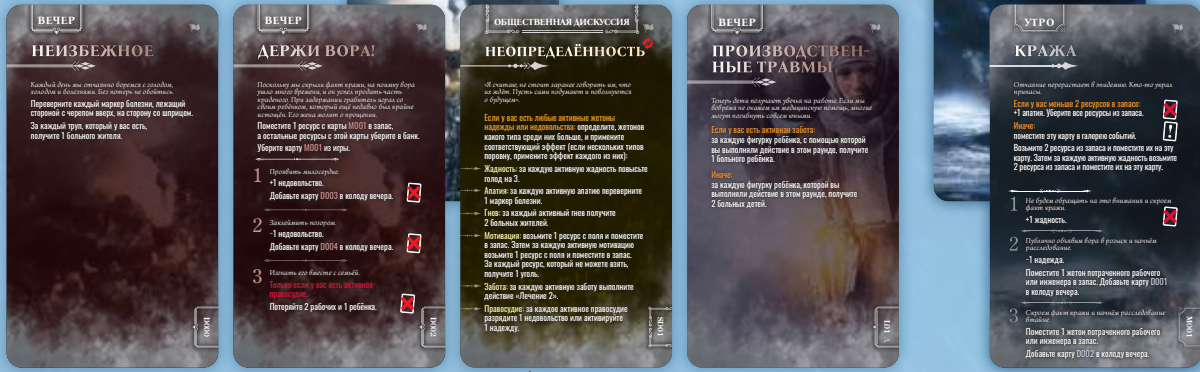 ВЕЧЕР
НЕИЗБЕЖНОЕ
Каждый день мы отчаянно боремся с голодом,
холодом и болезнями. Без потерь не обойтись.
Переверните каждый маркер болезни, лежащий
стороной с черепом вверх, на сторону со шприцем.
За каждый труп, который у вас есть,
получите 1 больного жителя.
D000
ВЕЧЕР
ДЕРЖИ ВОРА!
Поскольку мы скрыли факт кражи, на поимку вора
ушло много времени, и он успел продать часть
краденого. При задержании грабитель играл со
своим ребёнком, который ещё недавно был крайне
истощён. Его жена молит о прощении.
Поместите 1 ресурс с карты M001 в запас,
а остальные ресурсы с этой карты уберите в банк.
Уберите карту M001 из игры.
1 Проявить милосердие.
+1 недовольство.
Добавьте карту D003 в колоду вечера.
2 Заклеймить позором.
-1 недовольство.
Добавьте карту D004 в колоду вечера.
3 Изгнать его вместе с семьёй.
Только если у вас есть активное
правосудие.
Потеряйте 2 рабочих и 1 ребёнка.
D002
ОБЩЕСТВЕННАЯ ДИСКУССИЯ
НЕОПРЕДЕЛЁННОСТЬ
«Я считаю, не стоит заранее говорить им, что
их ждёт. Пусть сами подумают и поволнуются
о будущем».
Если у вас есть любые активные жетоны
надежды или недовольства: определите, жетонов
какого типа среди них больше, и примените
соответствующий эффект (если нескольких типов
поровну, примените эффект каждого из них):
Жадность: за каждую активную жадность повысьте
голод на 3.
Апатия: за каждую активную апатию переверните
1 маркер болезни.
Гнев: за каждый активный гнев получите
2 больных жителей.
Мотивация: возьмите 1 ресурс с поля и поместите
в запас. Затем за каждую активную мотивацию
возьмите 1 ресурс с поля и поместите в запас.
За каждый ресурс, который не можете взять,
получите 1 уголь.
Забота: за каждую активную заботу выполните
действие «Лечение 2».
Правосудие: за каждое активное правосудие
разрядите 1 недовольство или активируйте
1 надежду.
SD001
ВЕЧЕР
ПРОИЗВОДСТВЕН-
НЫЕ ТРАВМЫ
Теперь дети получают увечья на работе. Если мы
вовремя не окажем им медицинскую помощь, многие
могут погибнуть совсем юными.
Если у вас есть активная забота:
за каждую фигурку ребёнка, с помощью которой
вы выполняли действие в этом раунде, получите
1 больного ребёнка.
Иначе:
за каждую фигурку ребёнка, которой вы
выполняли действие в этом раунде, получите
2 больных детей.
УТРО
КРАЖА
Отчаяние перерастает в эпидемию. Кто-то украл
припасы.
Если у вас меньше 2 ресурсов в запасе:
+1 апатия. Уберите все ресурсы из запаса.
Иначе:
поместите эту карту в галерею событий.
Возьмите 2 ресурса из запаса и поместите их на эту
карту. Затем за каждую активную жадность возьмите
2 ресурса из запаса и поместите их на эту карту.
1 Не будем обращать на это внимания и скроем
факт кражи.
+1 жадность.
2 Публично объявим вора в розыск и начнём
расследование.
-1 надежда.
Поместите 1 жетон потраченного рабочего
или инженера в запас. Добавьте карту D001
в колоду вечера.
3 Скроем факт кражи и начнём расследование
втайне.
Поместите 1 жетон потраченного рабочего
или инженера в запас.
Добавьте карту D002 в колоду вечера.
M001